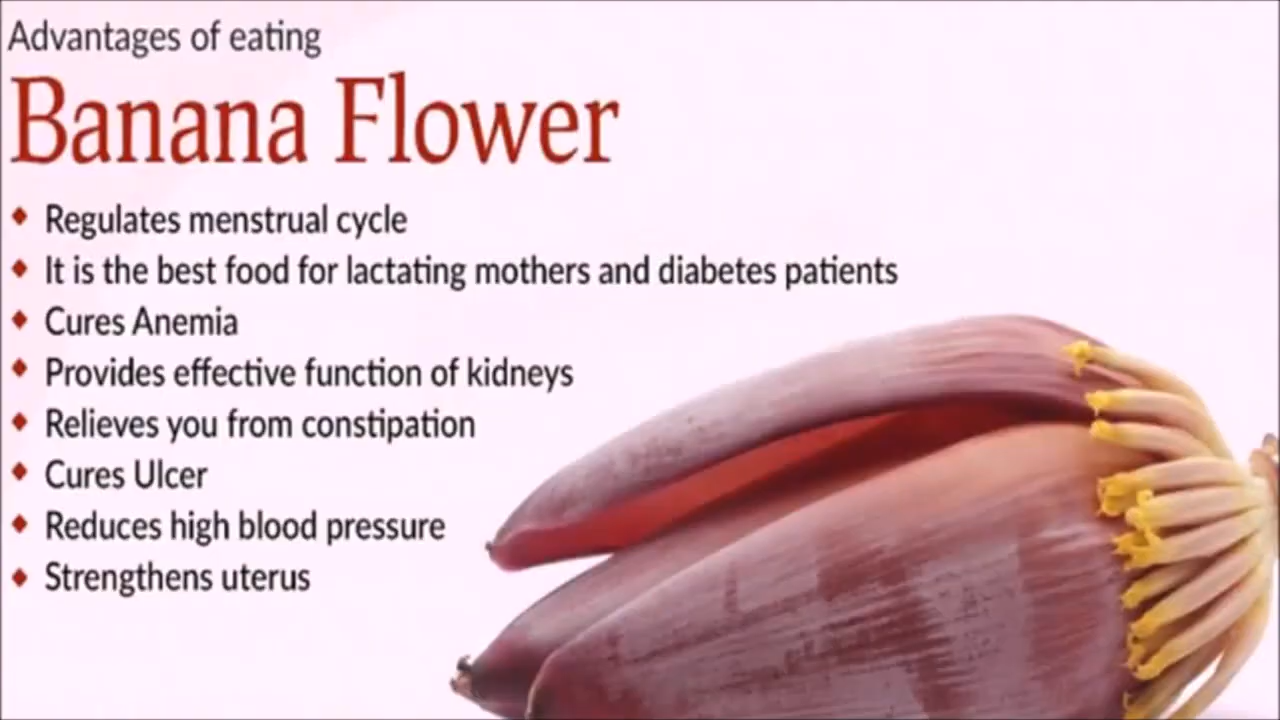 Advantages of eating
Banana Flower
Regulates menstrual cycle
It is the best food for lactating mothers and diabetes patients
Cures Anemia
Provides effective function of kidneys
Relieves you from constipation
Cures Ulcer
Reduces high blood pressure
Strengthens uterus